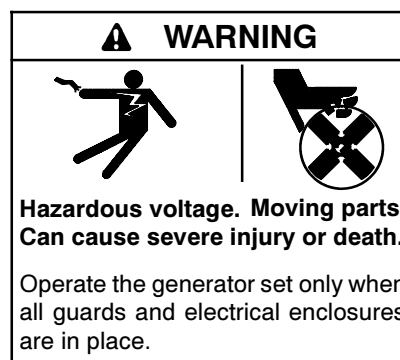 WARNING
Hazardous voltage. Moving parts.
Can cause severe injury or death.
Operate the generator set only when
all guards and electrical enclosures
are in place.